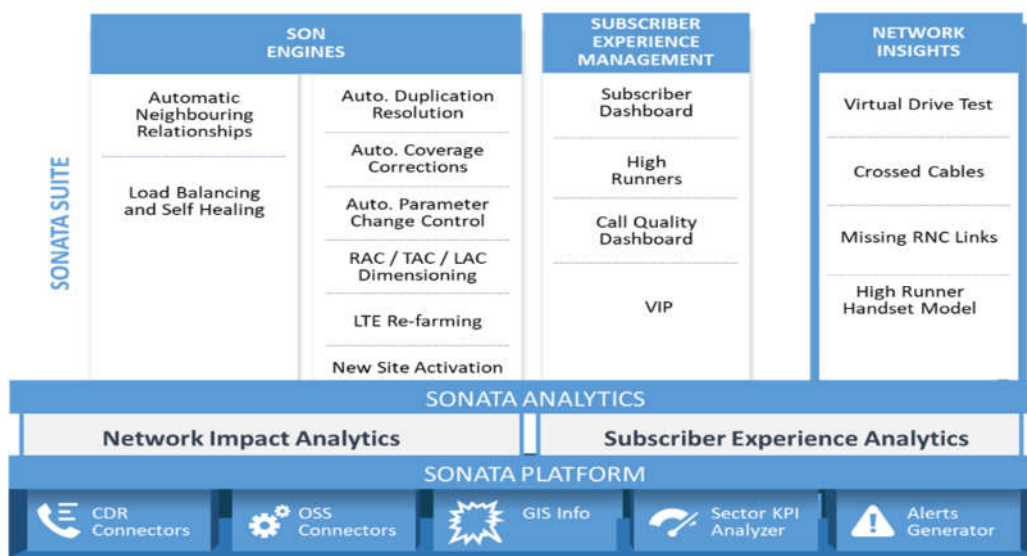 SON
ENGINES
Automatic
Neighbouring
Relationships
Load Balancing
and Self Healing
Auto. Duplication
Resolution
Auto. Coverage
Corrections
Auto. Parameter
Change Control
RAC / TAC / LAC
Dimensioning
LTE Re-farming
New Site Activation
SUBSCRIBER
EXPERIENCE
MANAGEMENT
Subscriber
Dashboard
High
Runners
Call Quality
Dashboard
VIP
NETWORK
INSIGHTS
Virtual Drive Test
Crossed Cables
Missing RNC Links
High Runner
Handset Model
SONATA SUITE
SONATA ANALYTICS
Network Impact Analytics
Subscriber Experience Analytics
SONATA PLATFORM
CDR
Connectors
OSS
Connectors
GIS Info
Sector KPI
Analyzer
Alerts
Generator